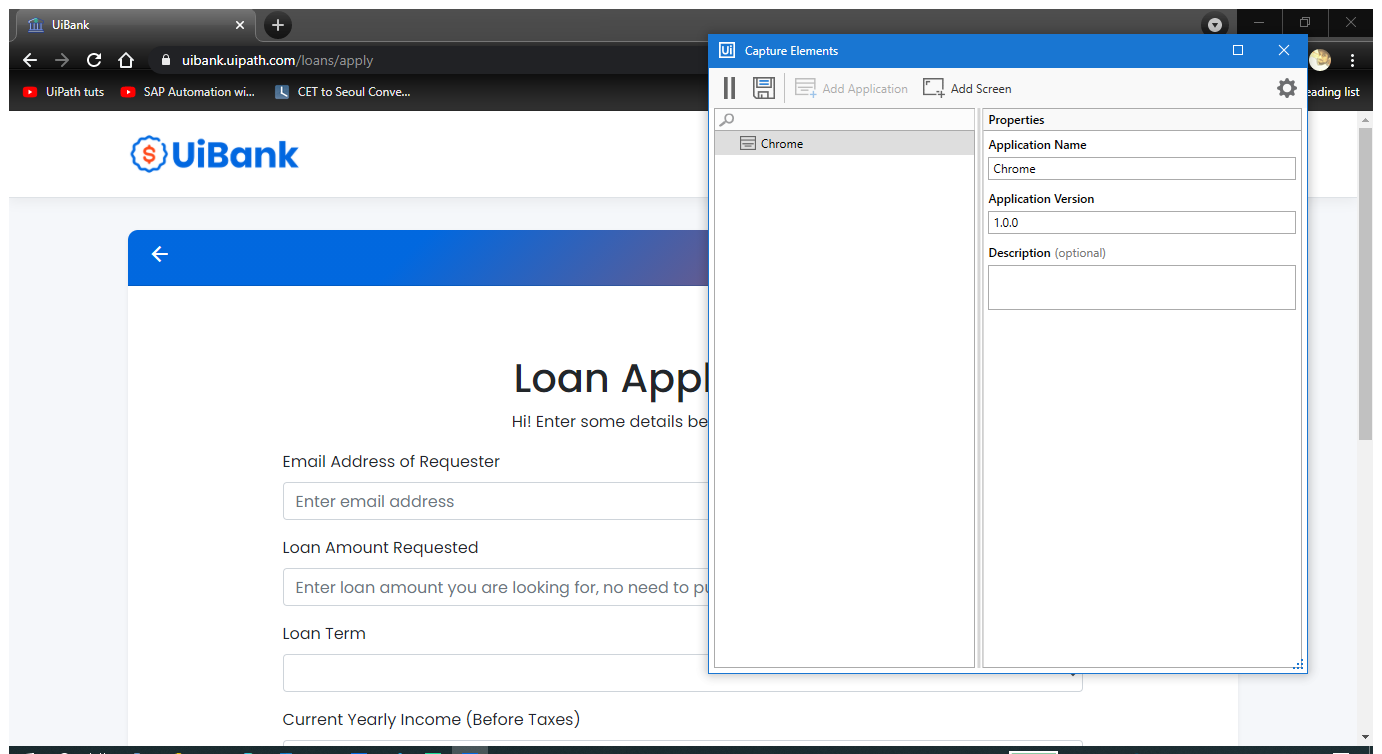 UiBank
uibank.uipath.com/loans/apply
UiPath tuts
SAP Automation wi...
CET to Seoul Conve...
eading list
UiBank
Loan Appl
Hi! Enter some details be
Email Address of Requester
Enter email address
Loan Amount Requested
Enter loan amount you are looking for, no need to pu
Loan Term
Current Yearly Income (Before Taxes)
Ui Capture Elements
Add Application
Add Screen
Chrome
Properties
Application Name
Chrome
Application Version
1.0.0
Description (optional)